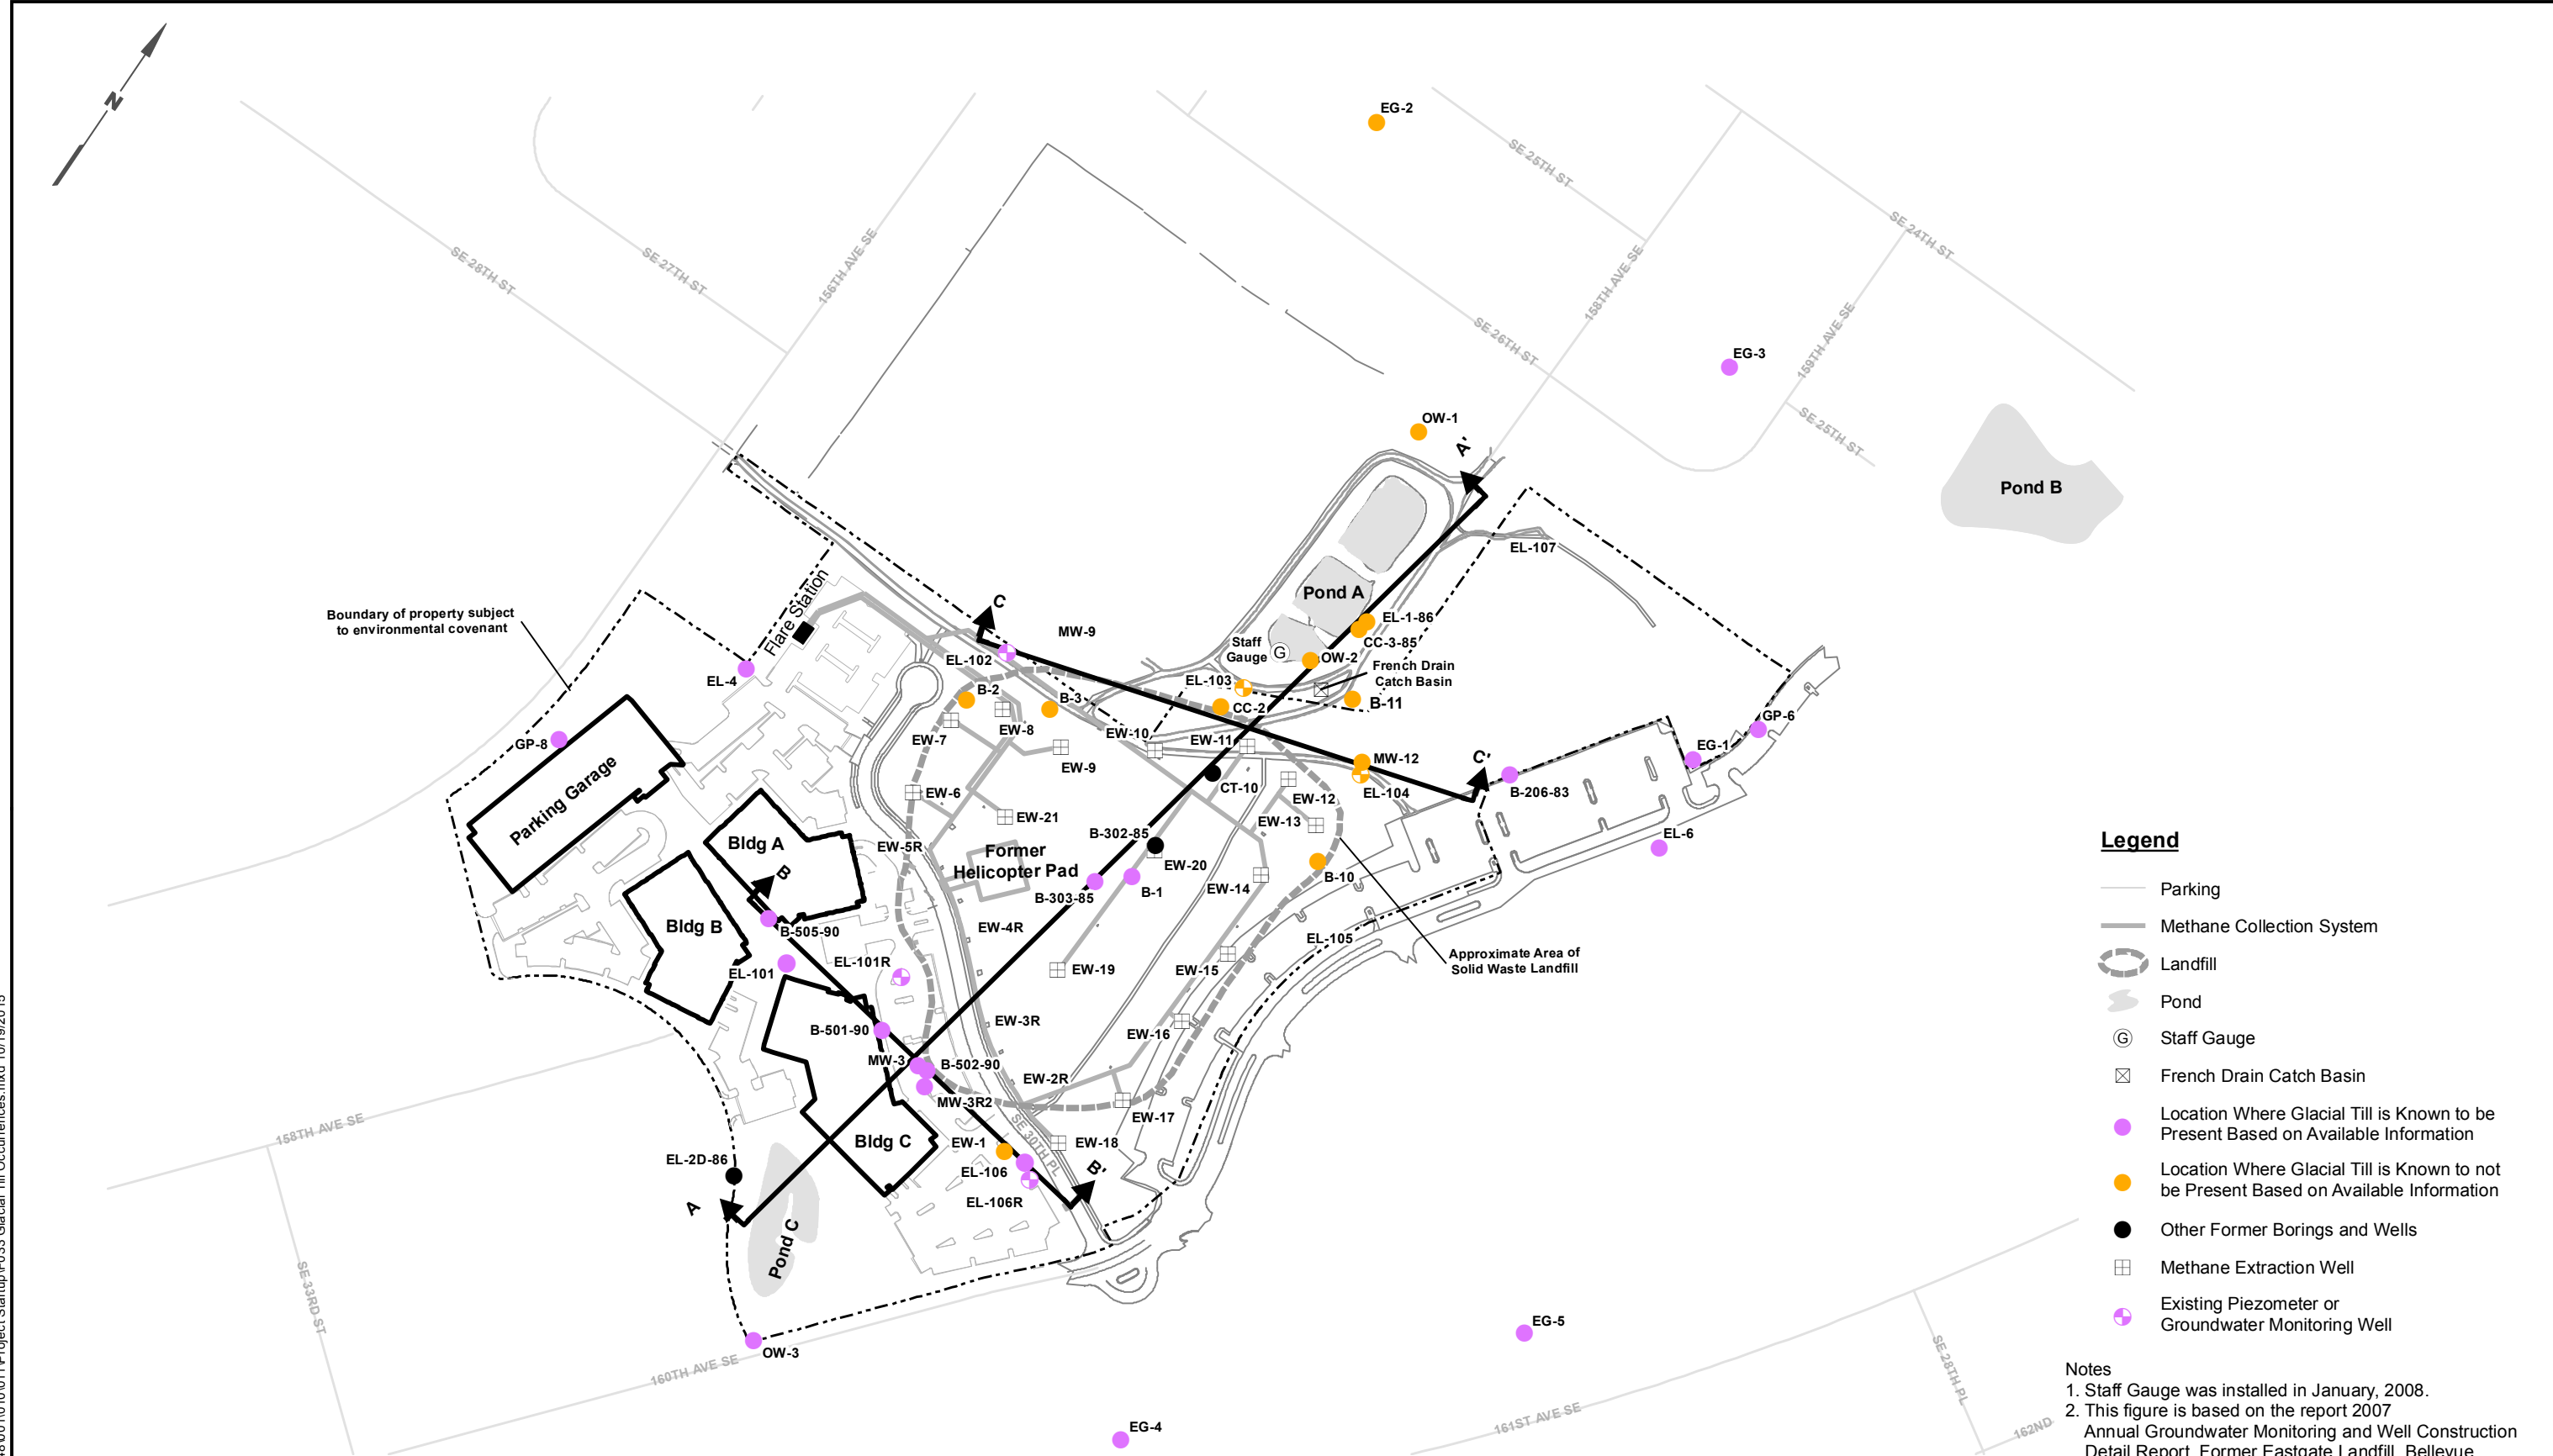 N
EG-2
SE 25TH ST
SE 24TH ST
SE 28TH ST
SE 27TH ST
156TH AVE SE
158TH AVE SE
SE 26TH ST
159TH AVE SE
EG-3
SE 25TH ST
OW-1
A'
Pond B
EL-107
Flare Station
Pond A
Boundary of property subject
to environmental covenant
C
MW-9
EL-1-86
CC-3-85
Staff
Gauge
G
OW-2
French Drain
Catch Basin
EL-102
EL-4
EL-103
B-2
B-3
CC-2
B-11
GP-6
GP-8
EW-7
EW-8
EW-10
EW-11
EG-1
MW-12
C'
EW-9
CT-10
EL-104
B-206-83
EW-6
EW-12
EW-21
EW-13
Parking Garage
B-302-85
EL-6
Bldg A
EW-5R
Former
Helicopter Pad
EW-20
B
B-303-85
B-1
EW-14
B-10
Bldg B
B-505-90
EW-4R
EL-105
Approximate Area of
Solid Waste Landfill
EL-101
EL-101R
EW-19
EW-15
B-501-90
EW-3R
EW-16
MW-3
B-502-90
EW-2R
MW-3R2
EW-17
158TH AVE SE
Bldg C
EW-1
SE 30TH PL
EW-18
EL-2D-86
EL-106
B'
A
EL-106R
Pond C
SE 33RD ST
OW-3
160TH AVE SE
EG-5
EG-4
161ST AVE SE
SE 28TH PL
162ND
Legend
Parking
Methane Collection System
Landfill
Pond
G
Staff Gauge
French Drain Catch Basin
Location Where Glacial Till is Known to be
Present Based on Available Information
Location Where Glacial Till is Known to not
be Present Based on Available Information
Other Former Borings and Wells
Methane Extraction Well
Existing Piezometer or
Groundwater Monitoring Well
Notes
1. Staff Gauge was installed in January, 2008.
2. This figure is based on the report 2007
Annual Groundwater Monitoring and Well Construction
Detail Report, Former Eastgate Landfill, Bellevue